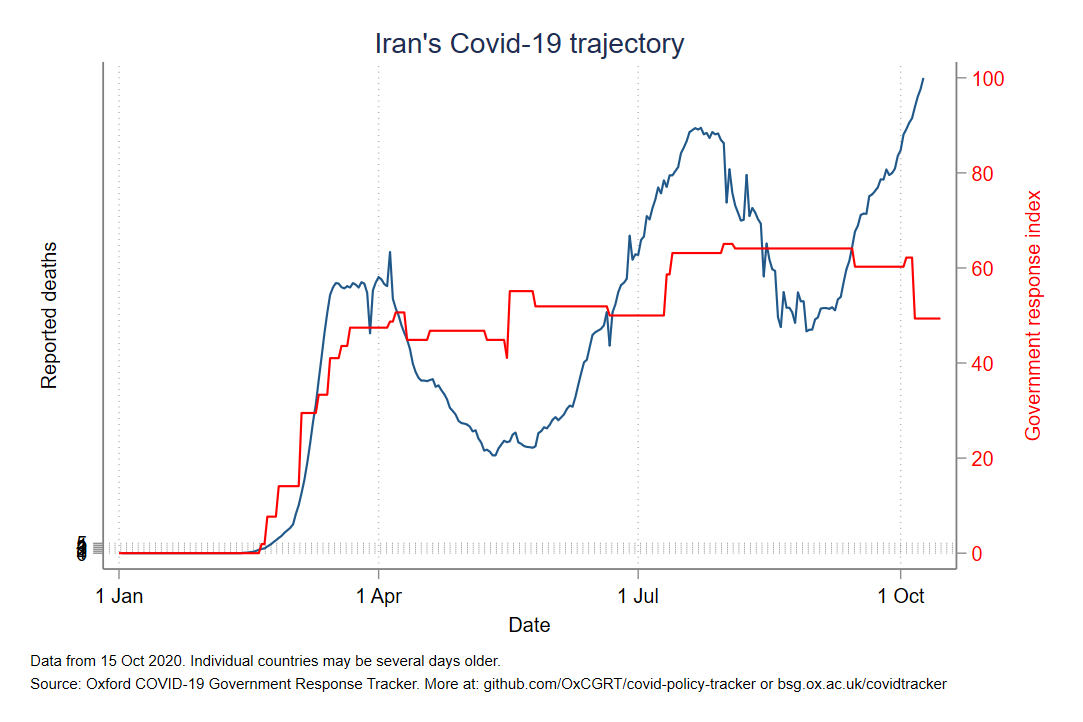 Iran's Covid-19 trajectory
100
80
60
40
20
0
Reported deaths
Government response index
5
0
1 Jan
1 Apr
1 Jul
1 Oct
Date
Data from 15 Oct 2020. Individual countries may be several days older.
Source: Oxford COVID-19 Government Response Tracker. More at: github.com/OxCGRT/covid-policy-tracker or bsg.ox.ac.uk/covidtracker